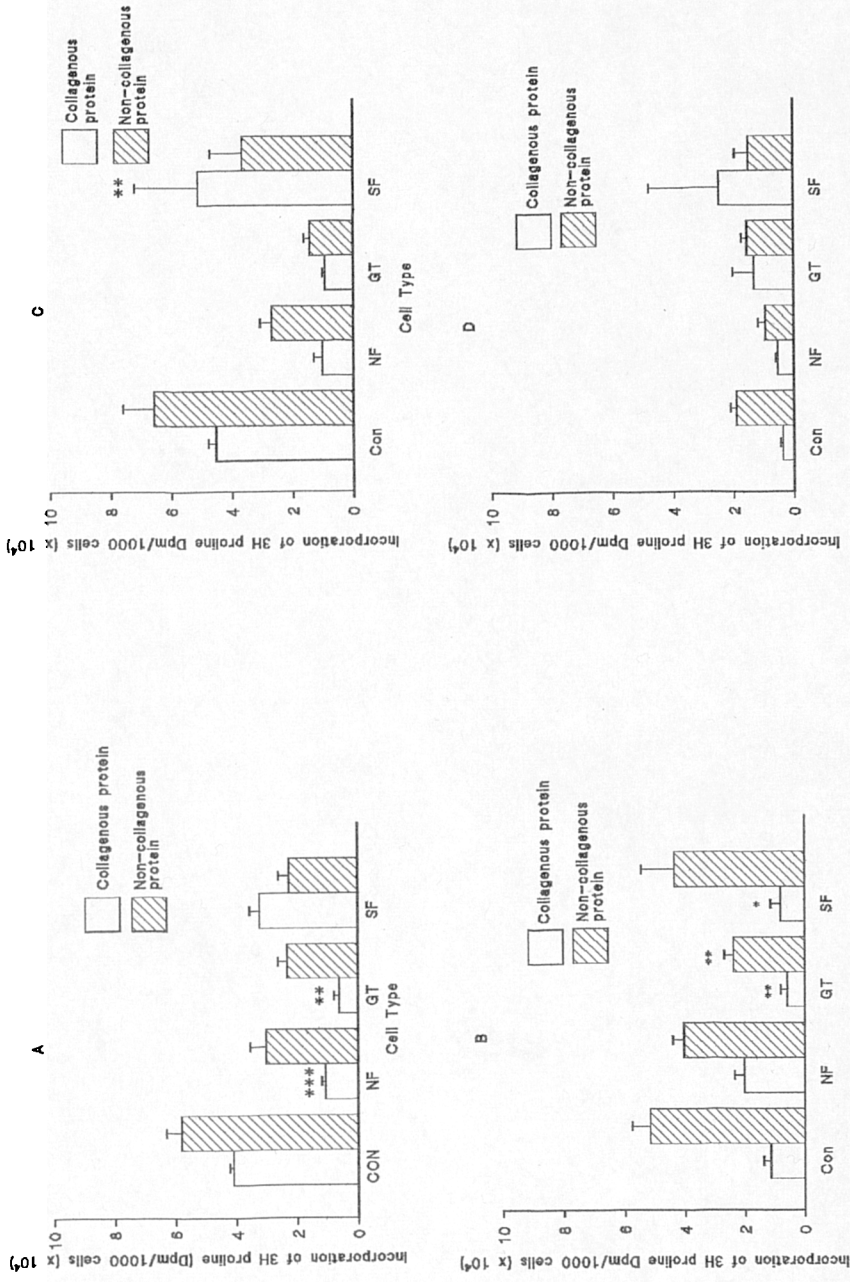 A
Incorporation of 3H proline (Dpm/1000 cells (x 10⁴)
10
8
6
4
2
0
Collagenous protein
Non-collagenous
protein
***
**
CON
NF
GT
SF
Cell Type
B
Incorporation of 3H proline Dpm/1000 cells (x 10⁴)
10
8
6
4
2
0
Collagenous protein
Non-collagenous
protein
**
**
*
Con
NF
GT
SF
C
Incorporation of 3H proline Dpm/1000 cells (x 10⁴)
10
8
6
4
2
0
Collagenous
protein
Non-collagenous
protein
**
Con
NF
GT
SF
Cell Type
D
Incorporation of 3H proline Dpm/1000 cells (x 10⁴)
10
8
6
4
2
0
Collagenous protein
Non-collagenous
protein
Con
NF
GT
SF